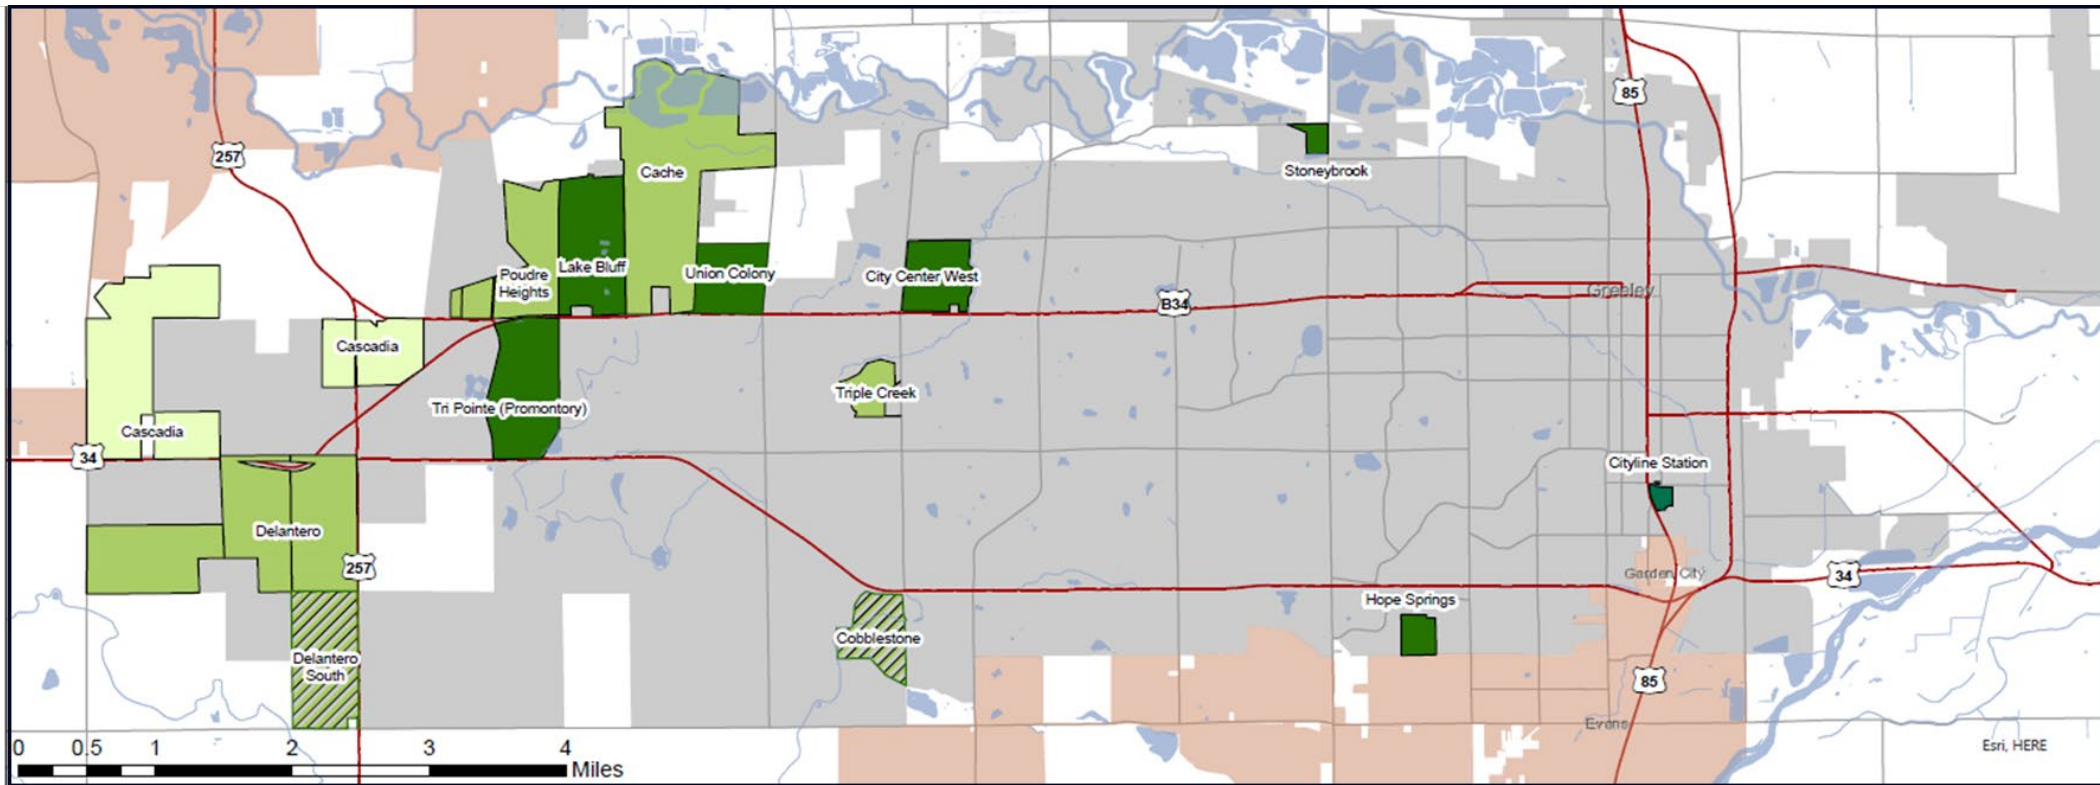 85
257
Cache
Stoneybrook
Poudre
Heights
Lake Bluff
Union Colony
City Center West
B34
Greeley
Cascadia
Triple Creek
Tri Pointe (Promontory)
Cascadia
34
Cityline Station
Delantero
257
Garden City
34
Hope Springs
Cobblestone
Delantero
South
85
Evans
0 0.5 1 2 3 4
Miles
Esri, HERE